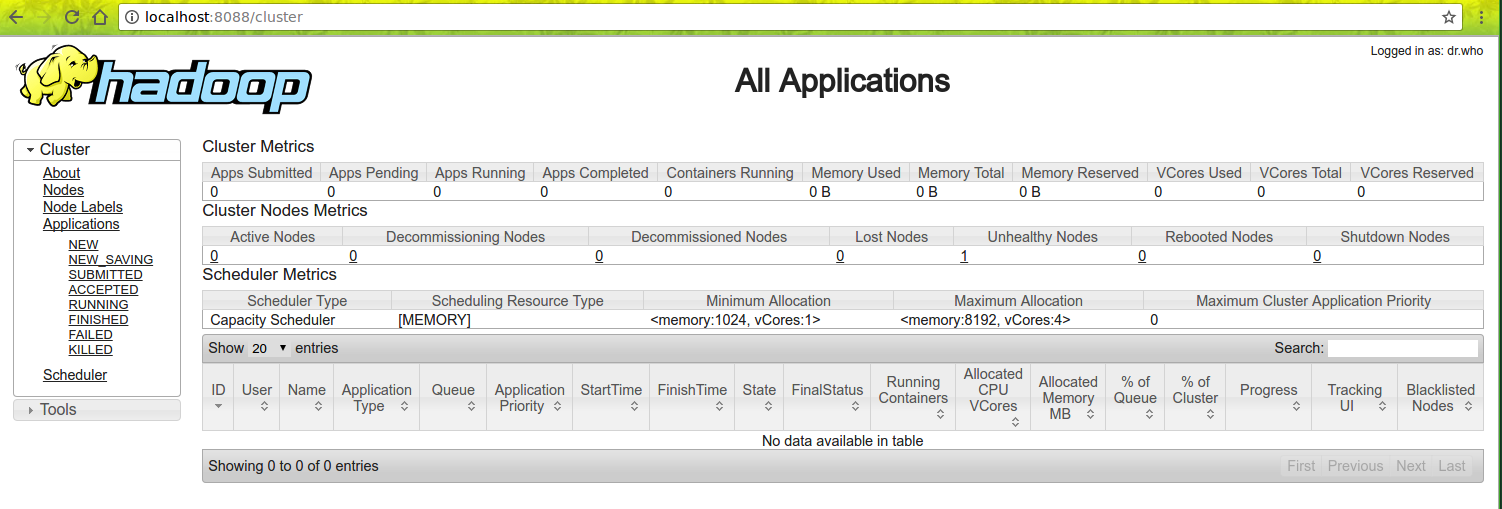 localhost:8088/cluster
Logged in as: dr.who
hadoop
All Applications
Cluster
About
Nodes
Node Labels
Applications
NEW
NEW_SAVING
SUBMITTED
ACCEPTED
RUNNING
FINISHED
FAILED
KILLED
Scheduler
Tools
Cluster Metrics
Apps Submitted Apps Pending Apps Running Apps Completed Containers Running Memory Used Memory Total Memory Reserved VCores Used VCores Total VCores Reserved
0 0 0 0 0 0 B 0 B 0 B 0 0 0
Cluster Nodes Metrics
Active Nodes Decommissioning Nodes Decommissioned Nodes Lost Nodes Unhealthy Nodes Rebooted Nodes Shutdown Nodes
0 0 0 0 1 0 0
Scheduler Metrics
Scheduler Type Scheduling Resource Type Minimum Allocation Maximum Allocation Maximum Cluster Application Priority
Capacity Scheduler [MEMORY] <memory:1024, vCores:1> <memory:8192, vCores:4> 0
Show 20 entries Search:
ID User Name Application Type Queue Application Priority StartTime FinishTime State FinalStatus Running Containers Allocated CPU VCores Allocated Memory MB % of Queue % of Cluster Progress Tracking UI Blacklisted Nodes
No data available in table
Showing 0 to 0 of 0 entries First Previous Next Last